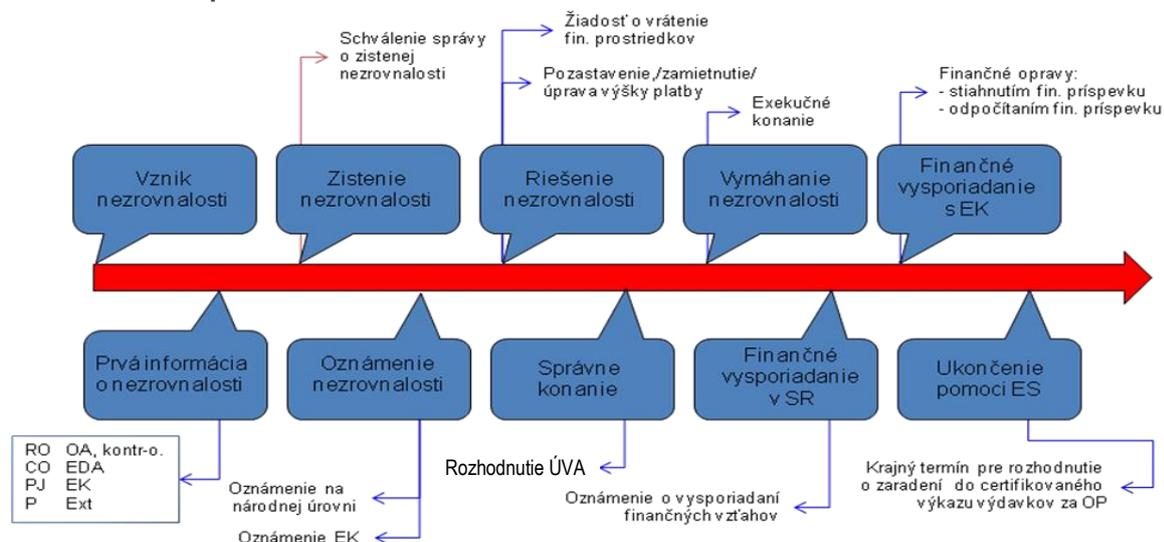 Schválenie správy
o zistenej
nezrovnalosti
Žiadosť o vrátenie
fin. prostriedkov
Pozastavenie,/zamietnutie/
úprava výšky platby
Exekučné
konanie
Finančné opravy:
- stiahnutím fin. príspevku
- odpočítaním fin. príspevku
Vznik
nezrovnalosti
Zistenie
nezrovnalosti
Riešenie
nezrovnalosti
Vymáhanie
nezrovnalosti
Finančné
vysporiadanie
s EK
Prvá informácia
o nezrovnalosti
Oznámenie
nezrovnalosti
Správne
konanie
Finančné
vysporiadanie
v SR
Ukončenie
pomoci ES
RO OA, kontr-o.
CO EDA
PJ EK
P Ext
Oznámenie na
národnej úrovni
Oznámenie EK
Rozhodnutie ÚVA
Oznámenie o vysporiadaní
finančných vzťahov
Krajný termín pre rozhodnutie
o zaradení do certifikovaného
výkazu výdavkov za OP